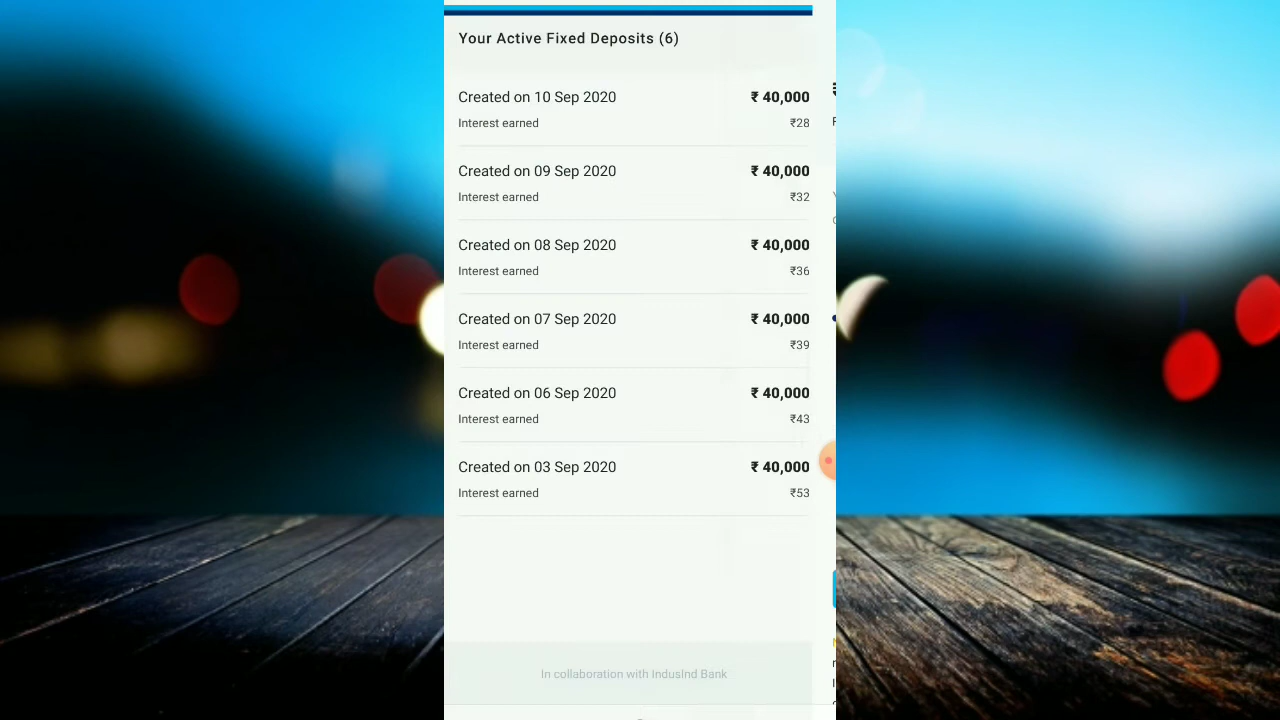 Your Active Fixed Deposits (6)
Created on 10 Sep 2020 ₹ 40,000
Interest earned ₹28
Created on 09 Sep 2020 ₹ 40,000
Interest earned ₹32
Created on 08 Sep 2020 ₹ 40,000
Interest earned ₹36
Created on 07 Sep 2020 ₹ 40,000
Interest earned ₹39
Created on 06 Sep 2020 ₹ 40,000
Interest earned ₹43
Created on 03 Sep 2020 ₹ 40,000
Interest earned ₹53
In collaboration with IndusInd Bank